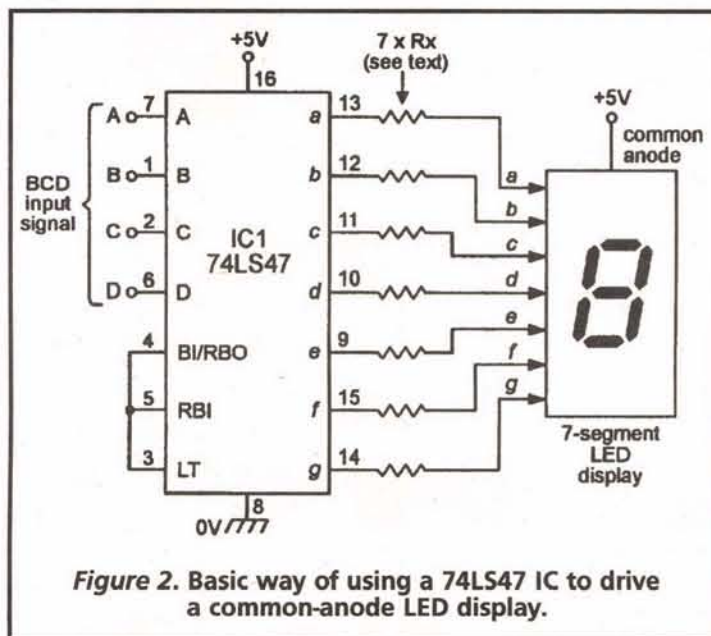 +5V
7 x Rx
(see text)
16
+5V
common
anode
BCD
input
signal
A 7 A a 13 a
B 1 B b 12 b
C 2 C c 11 c
IC1
74LS47
D 6 D d 10 d
4 BI/RBO e 9 e
5 RBI f 15 f
3 LT g 14 g
7-segment
LED
display
8
0V
Figure 2. Basic way of using a 74LS47 IC to drive
a common-anode LED display.